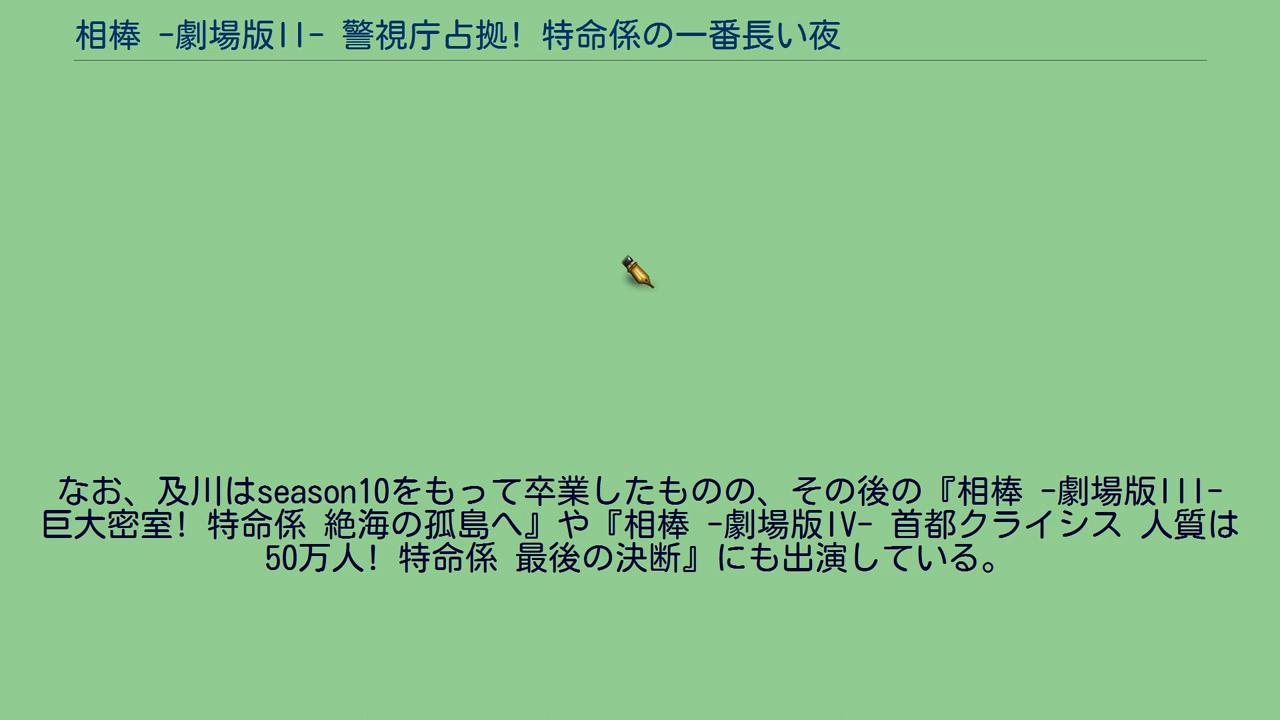 相棒 -劇場版II- 警視庁占拠! 特命係の一番長い夜
なお、及川はseason10をもって卒業したものの、その後の『相棒 -劇場版III-
巨大密室! 特命係 絶海の孤島へ』や『相棒 -劇場版IV- 首都クライシス 人質は
50万人! 特命係 最後の決断』にも出演している。